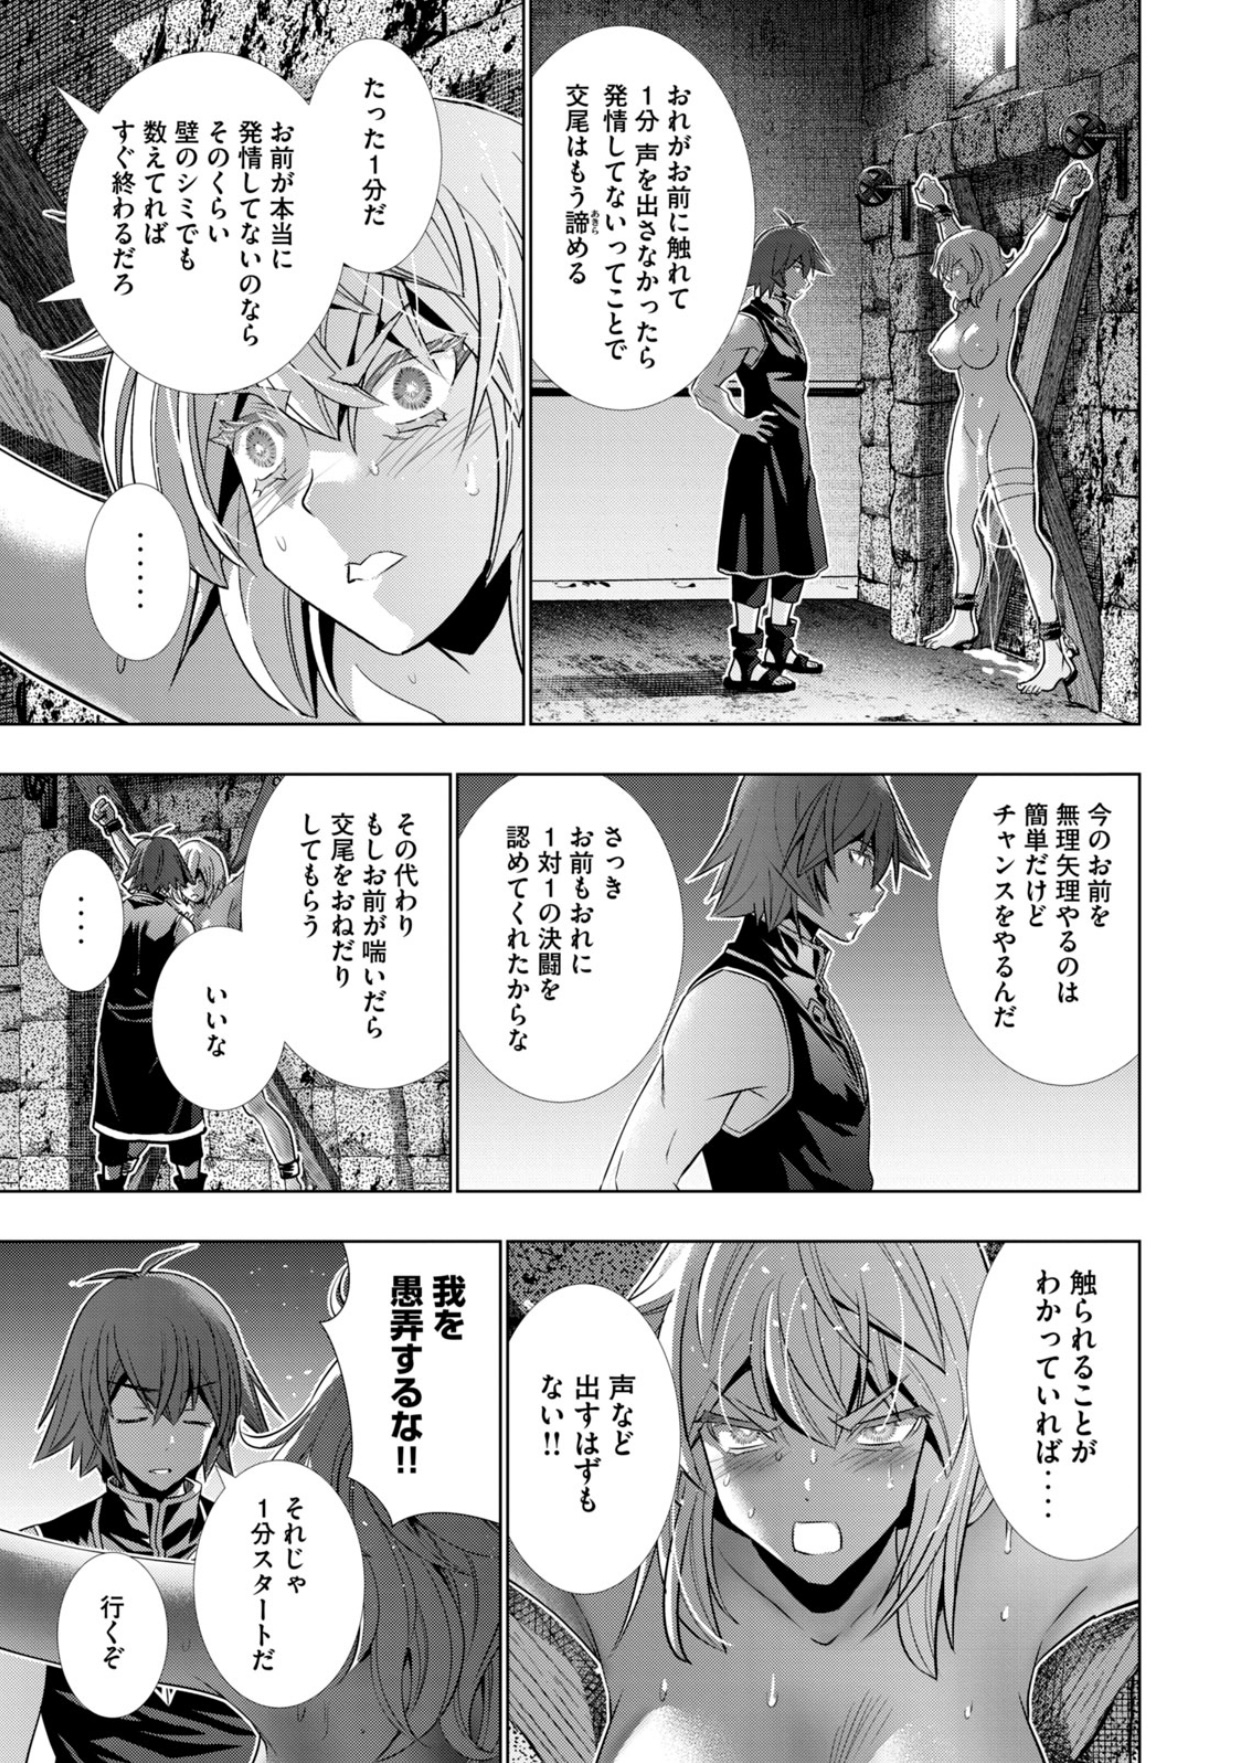 おれがお前に触れて
1分 声を出さなかったら
発情してないってことで
交尾はもう諦める
あきら
たった1分だ
お前が本当に
発情してないのなら
そのくらい
壁のシミでも
数えてれば
すぐ終わるだろ
・・・・・・
今のお前を
無理矢理やるのは
簡単だけど
チャンスをやるんだ
さっき
お前もおれに
1対1の決闘を
認めてくれたからな
その代わり
もしお前が喘いだら
交尾をおねだり
してもらう
いいな
・・・・
触られることが
わかっていれば・・・・
声など
出すはずも
ない!!
我を
愚弄するな!!
それじゃ
1分スタートだ
行くぞ